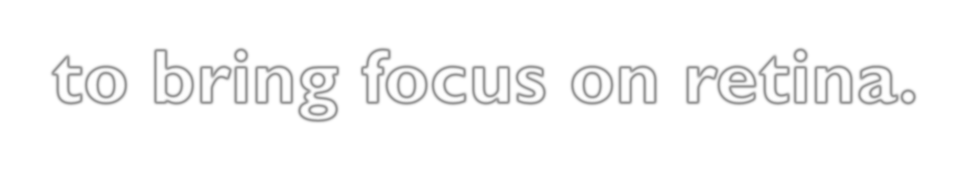 to bring focus on retina.